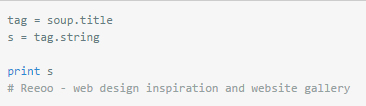 tag = soup.title
s = tag.string
print s
# Reeoo - web design inspiration and website gallery